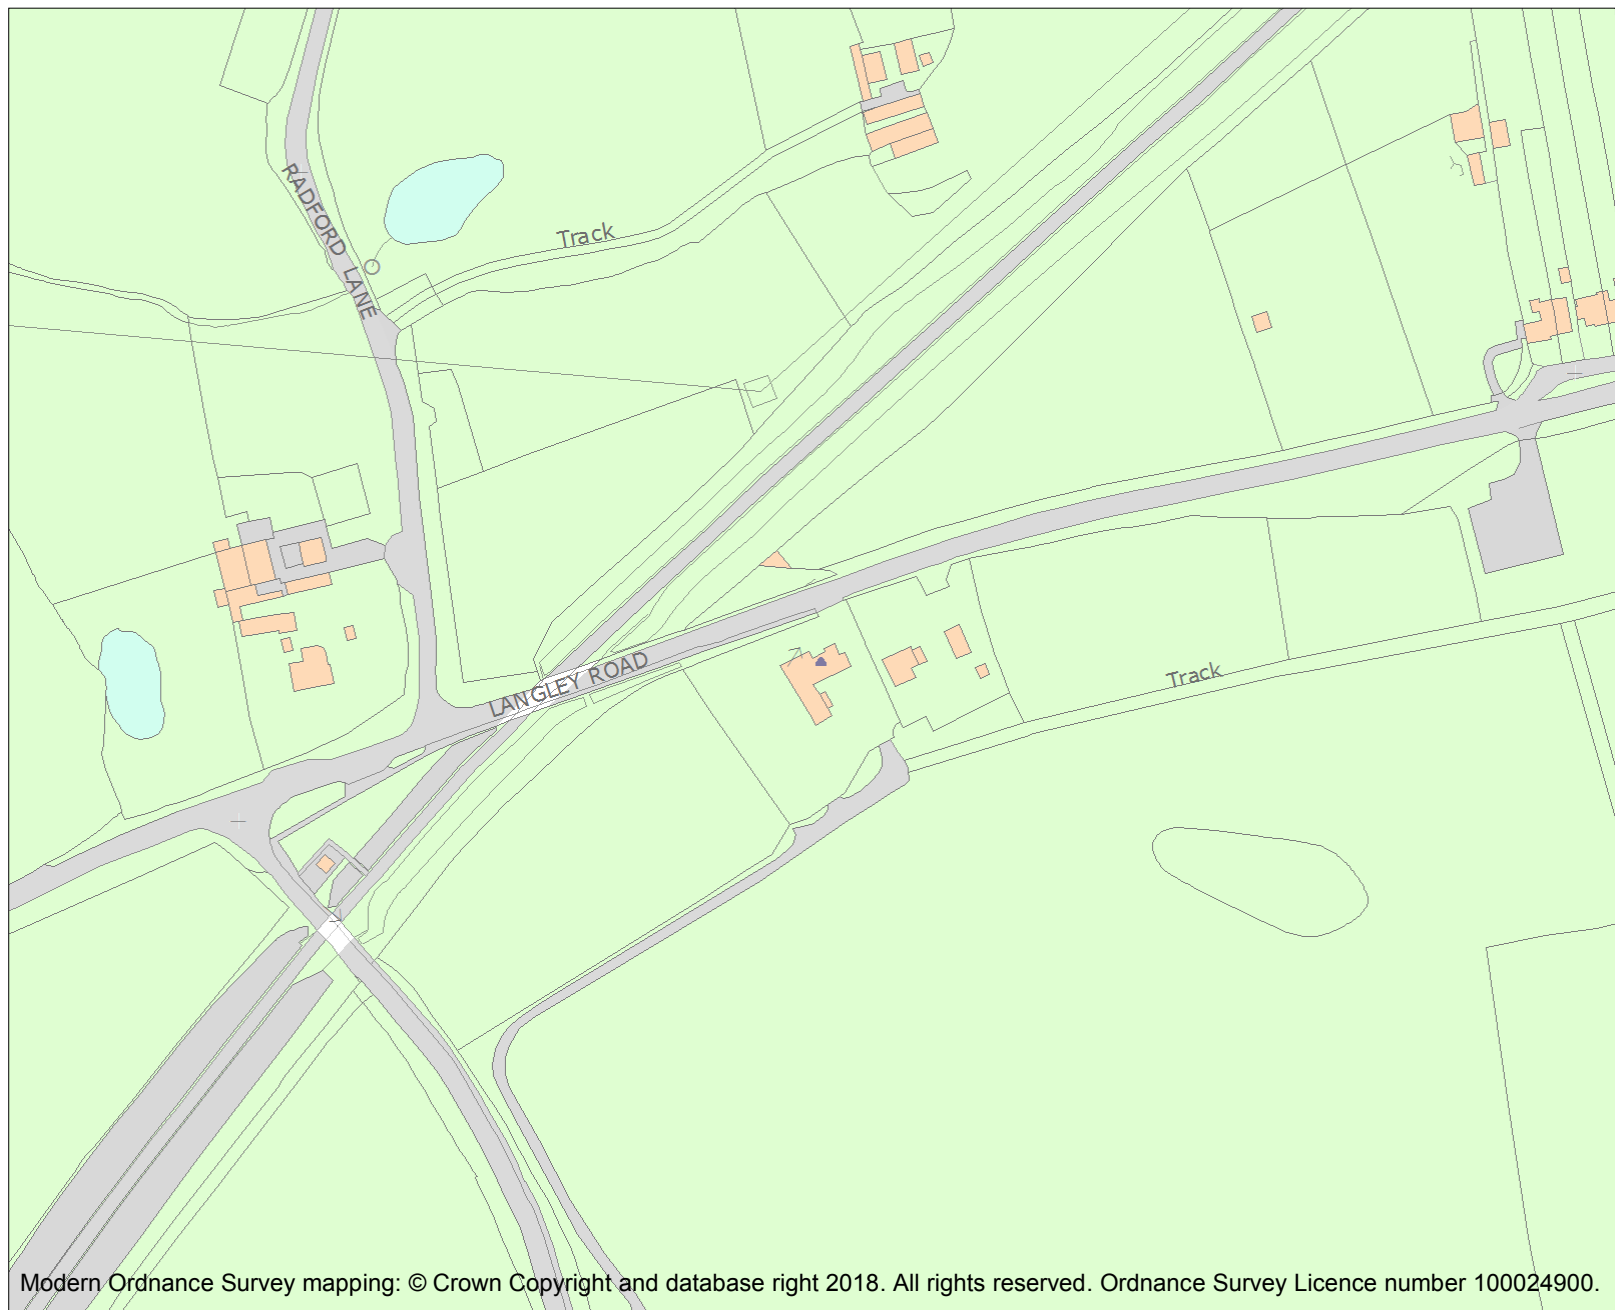 RADFORD LANE
Track
LANGLEY ROAD
Track
Modern Ordnance Survey mapping: © Crown Copyright and database right 2018. All rights reserved. Ordnance Survey Licence number 100024900.